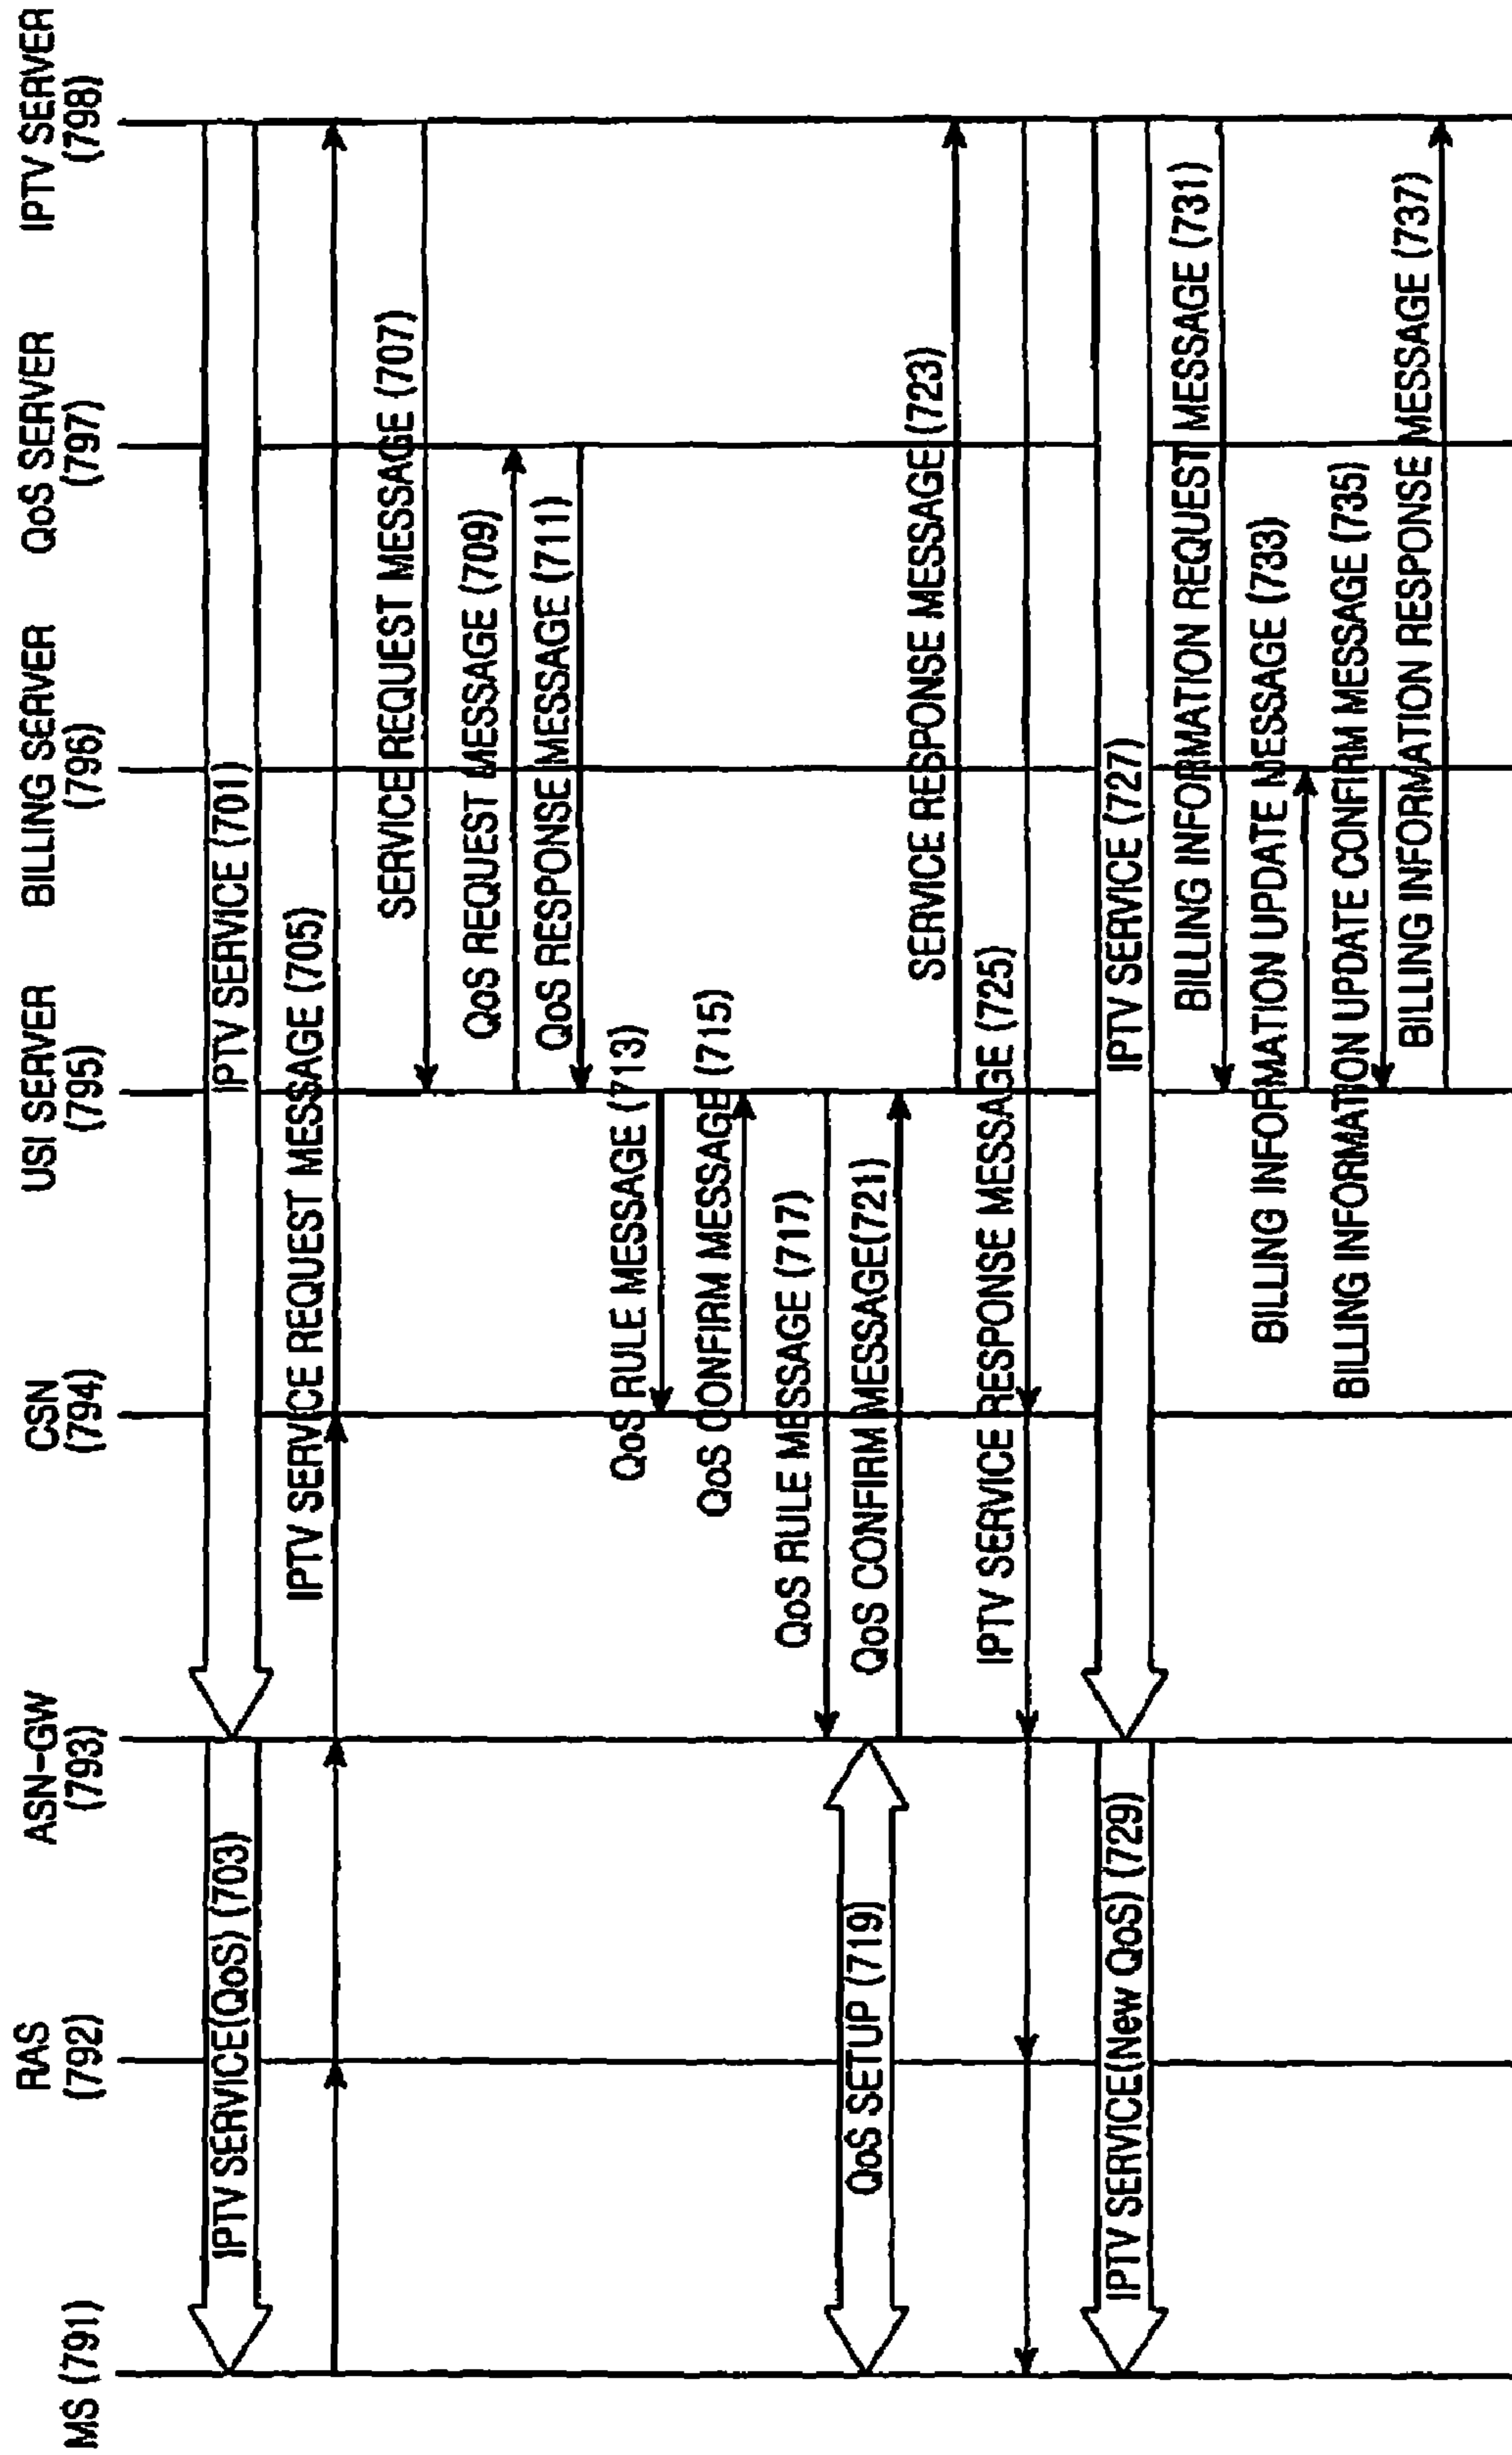 MS (791)
RAS
(792)
ASN-GW
(793)
CSN
(794)
USI SERVER
(795)
BILLING SERVER
(796)
QoS SERVER
(797)
IPTV SERVER
(798)
IPTV SERVICE(QoS) (703)
IPTV SERVICE (701)
IPTV SERVICE REQUEST MESSAGE (705)
SERVICE REQUEST MESSAGE (707)
QoS REQUEST MESSAGE (709)
QoS RESPONSE MESSAGE (711)
QoS RULE MESSAGE (713)
QoS CONFIRM MESSAGE (715)
QoS RULE MESSAGE (717)
QoS SETUP (719)
QoS CONFIRM MESSAGE(721)
SERVICE RESPONSE MESSAGE (723)
IPTV SERVICE RESPONSE MESSAGE (725)
IPTV SERVICE(New QoS) (729)
IPTV SERVICE (727)
BILLING INFORMATION REQUEST MESSAGE (731)
BILLING INFORMATION UPDATE MESSAGE (733)
BILLING INFORMATION UPDATE CONFIRM MESSAGE (735)
BILLING INFORMATION RESPONSE MESSAGE (737)